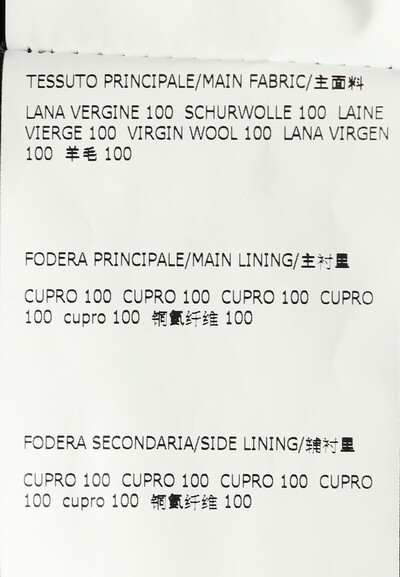 TESSUTO PRINCIPALE/MAIN FABRIC/主面料
LANA VERGINE 100 SCHURWOLLE 100 LAINE
VIERGE 100 VIRGIN WOOL 100 LANA VIRGEN
100 羊毛 100
FODERA PRINCIPALE/MAIN LINING/主衬里
CUPRO 100 CUPRO 100 CUPRO 100 CUPRO
100 cupro 100 铜氨纤维 100
FODERA SECONDARIA/SIDE LINING/辅衬里
CUPRO 100 CUPRO 100 CUPRO 100 CUPRO
100 cupro 100 铜氨纤维 100